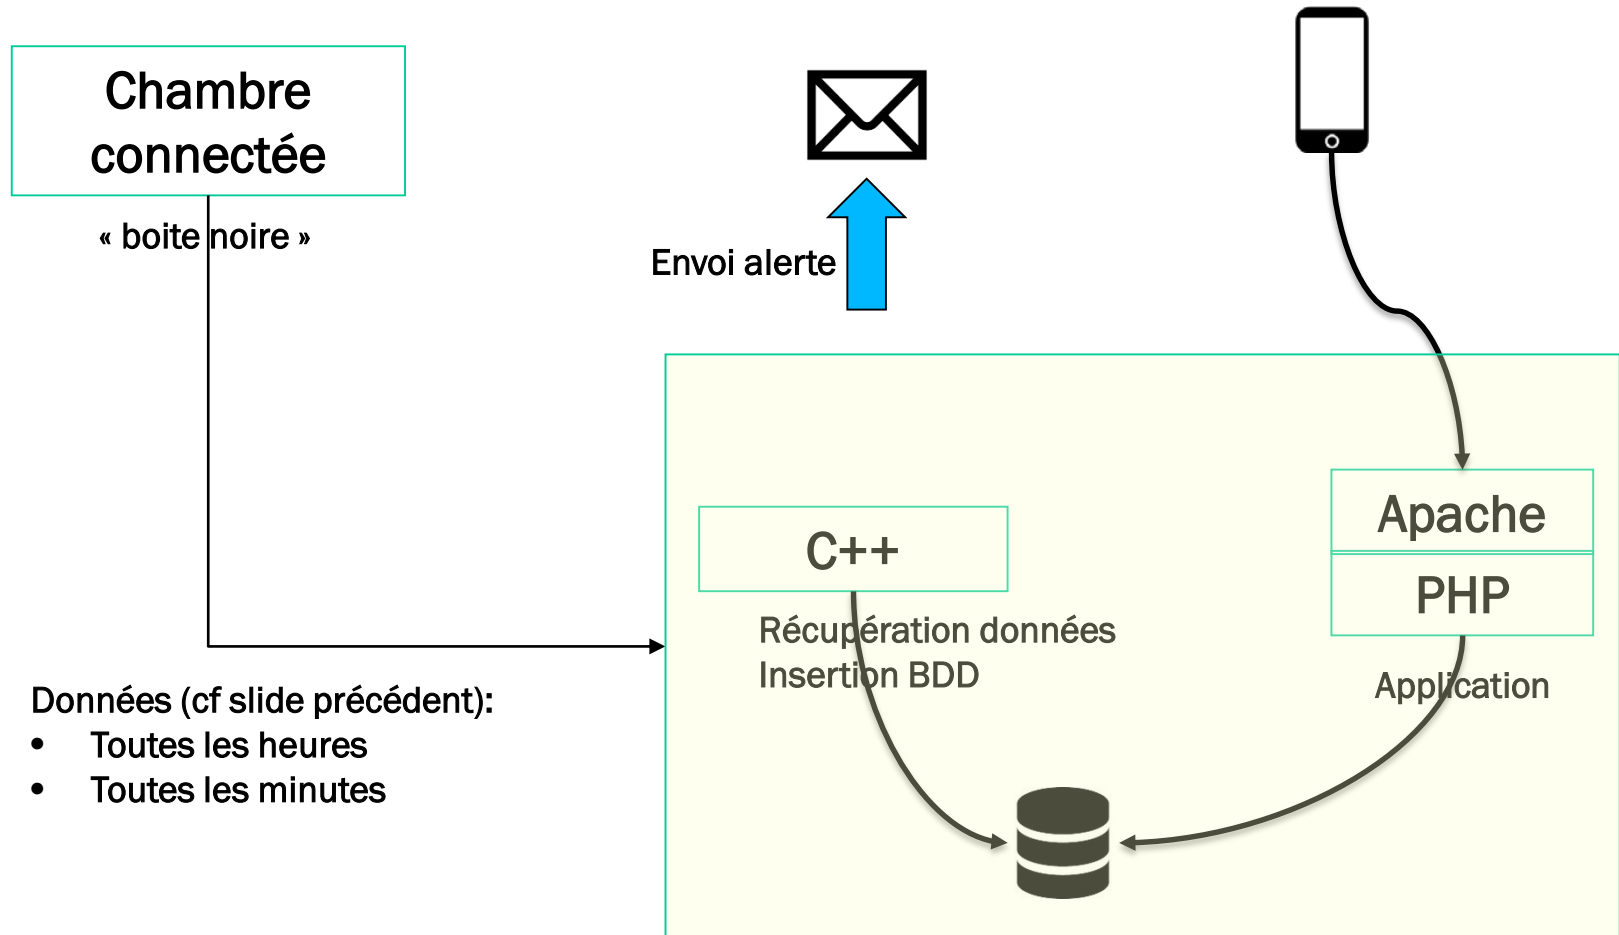 Chambre
connectée
« boite noire »
Envoi alerte
Apache
C++
PHP
Récupération données
Insertion BDD
Application
Données (cf slide précédent):
• Toutes les heures
• Toutes les minutes